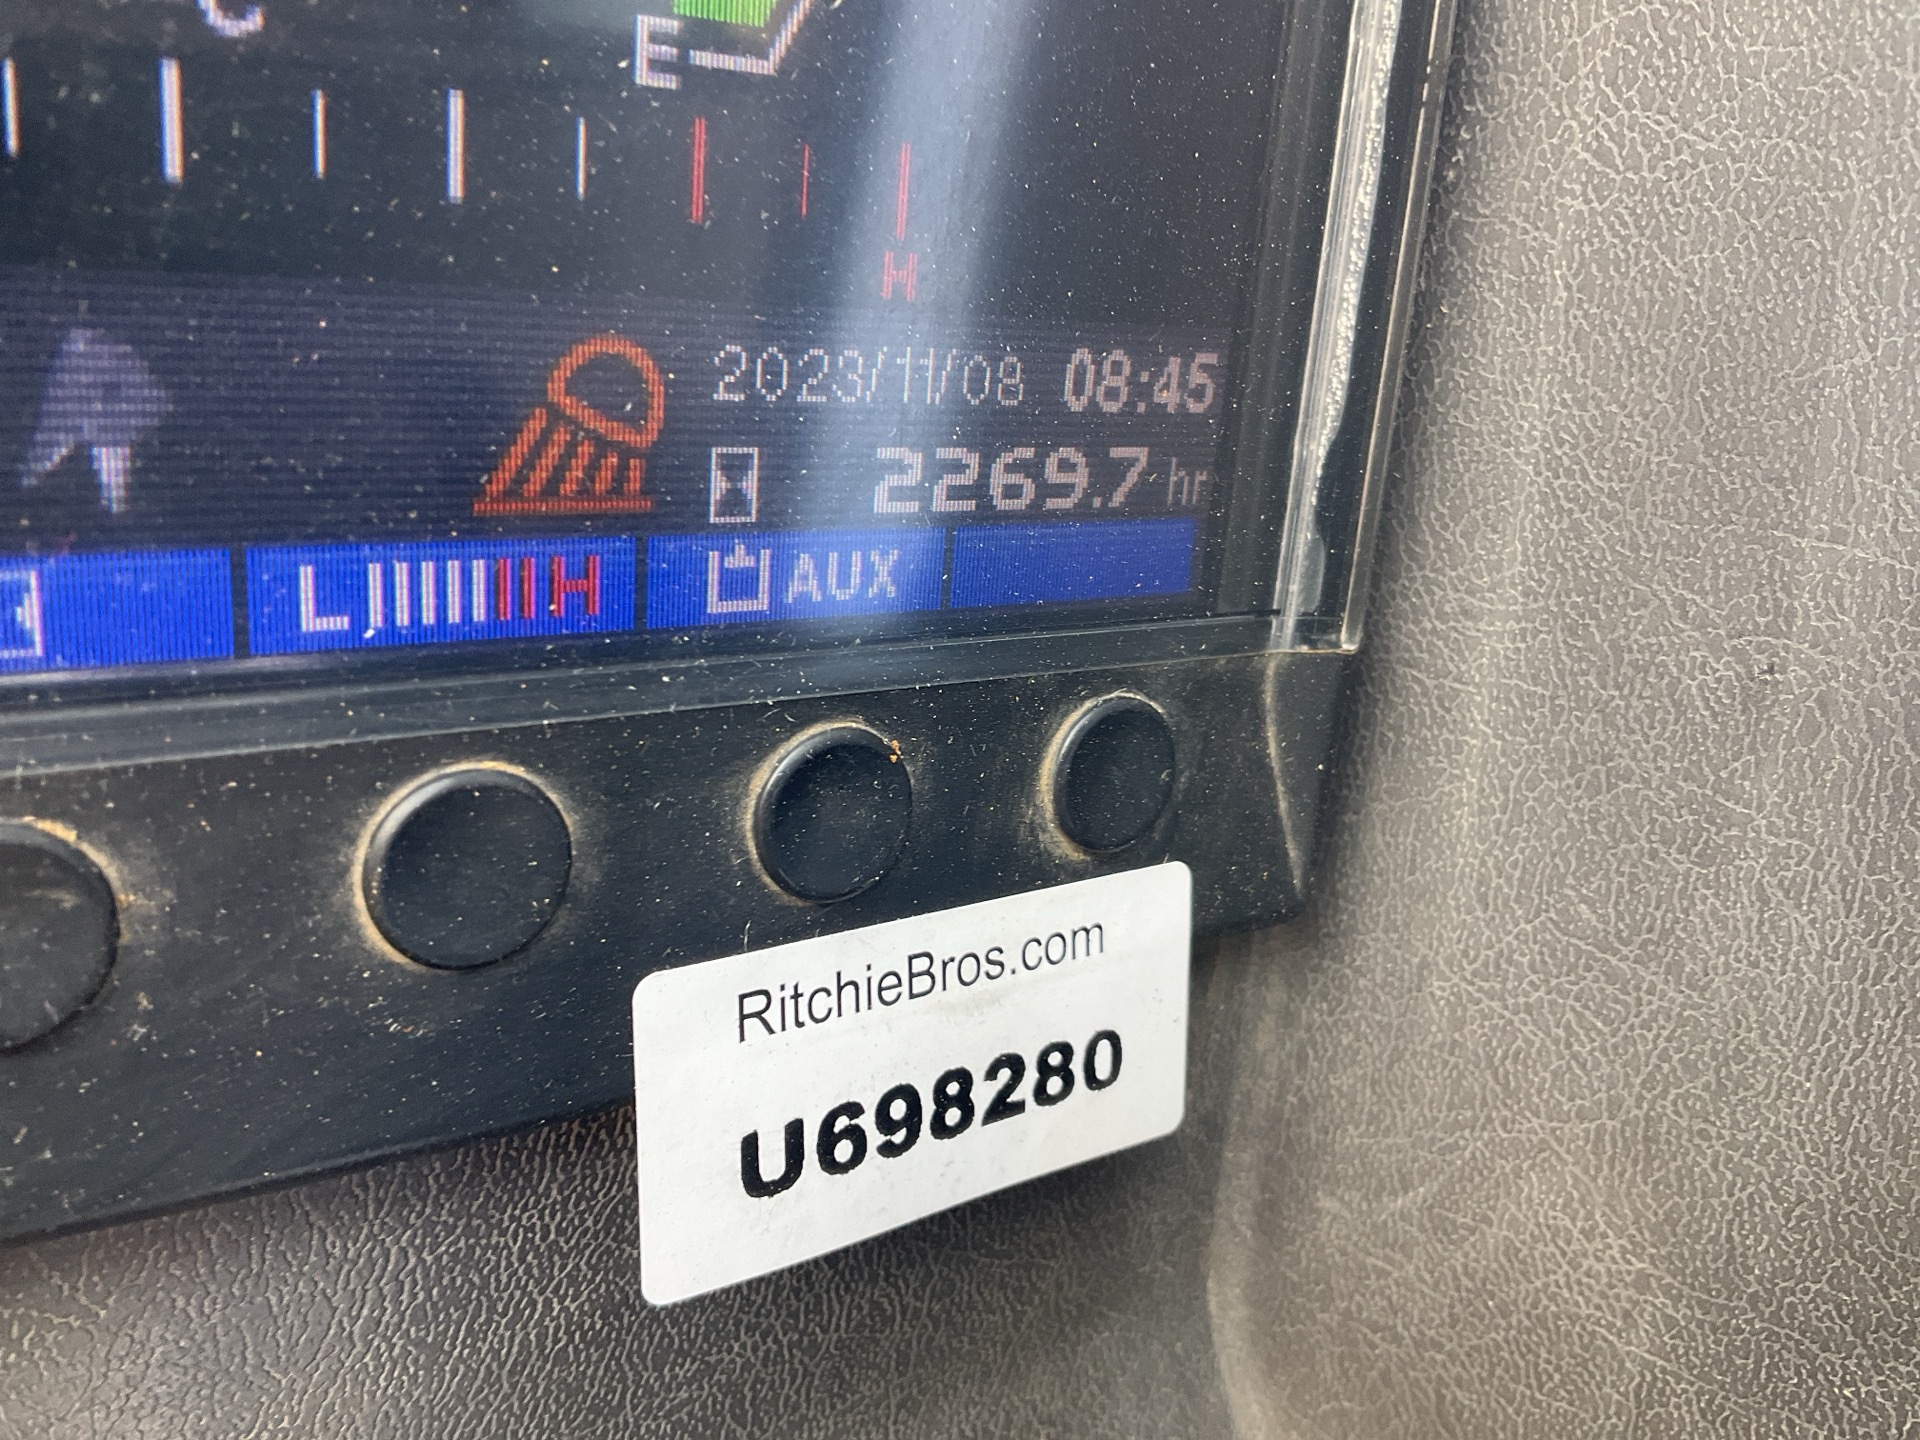 C
E
H
2023/11/08 08:45
2269.7 hr
L H
AUX
RitchieBros.com
U698280